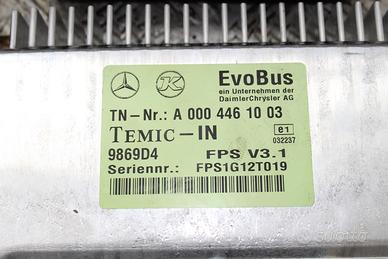 K
EvoBus
ein Unternehmen der
DaimlerChrysler AG
TN-Nr.: A 000 446 10 03
TEMIC-IN
e1
032237
9869D4
FPS V3.1
Seriennr.: FPS1G12T019